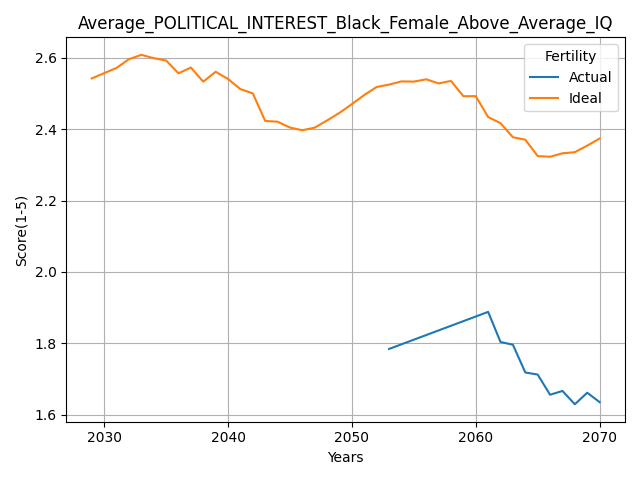 Average_POLITICAL_INTEREST_Black_Female_Above_Average_IQ
Fertility
Actual
Ideal
Score(1-5)
2.6
2.4
2.2
2.0
1.8
1.6
2030 2040 2050 2060 2070
Years